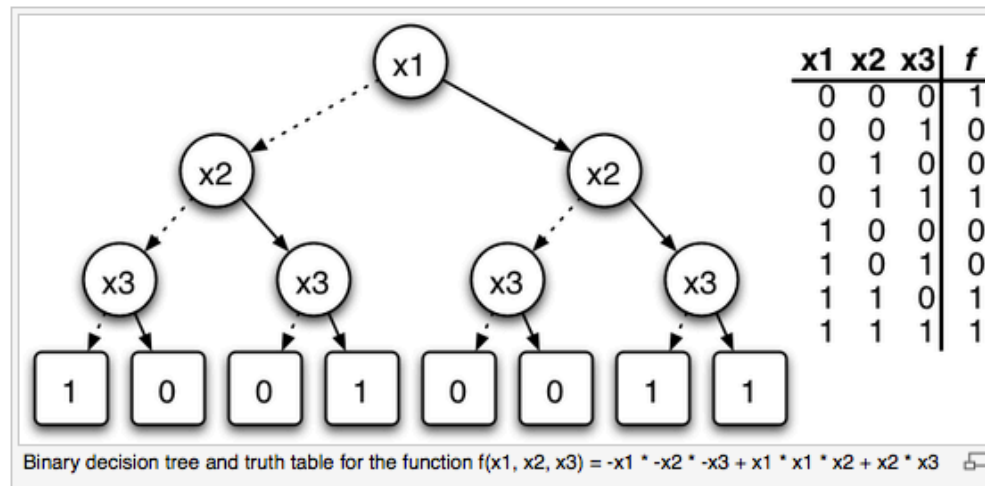 x1
x2 x2
x3 x3 x3 x3
1 0 0 1 0 0 1 1
x1 x2 x3 f
0 0 0 1
0 0 1 0
0 1 0 0
0 1 1 1
1 0 0 0
1 0 1 0
1 1 0 1
1 1 1 1
Binary decision tree and truth table for the function f(x1, x2, x3) = -x1 * -x2 * -x3 + x1 * x1 * x2 + x2 * x3